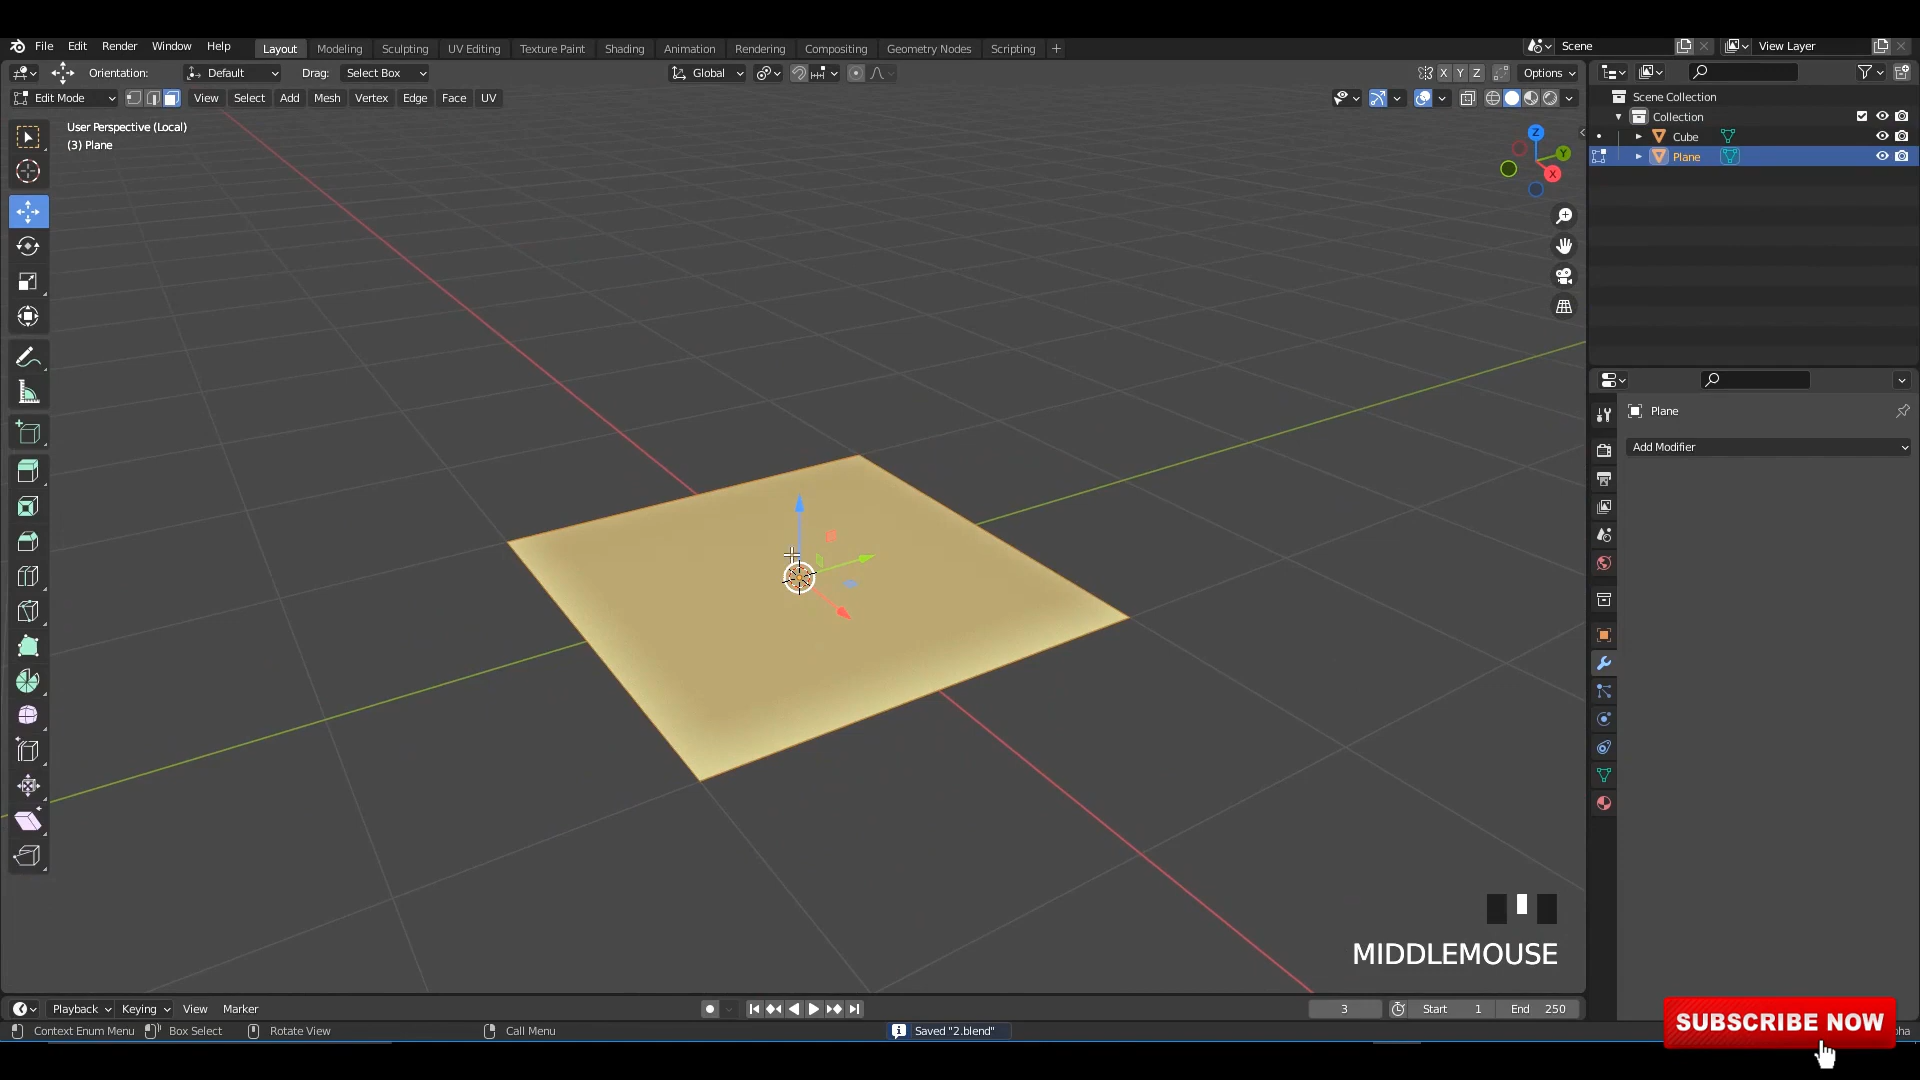 File Edit Render Window Help Layout Modeling Sculpting UV Editing Texture Paint Shading Animation Rendering Compositing Geometry Nodes Scripting + Scene View Layer
Orientation: Default Drag: Select Box Global X Y Z Options
Edit Mode View Select Add Mesh Vertex Edge Face UV
Scene Collection
Collection
Cube
Plane
User Perspective (Local)
(3) Plane
Z
Y
X
Plane
Add Modifier
MIDDLEMOUSE
Playback Keying View Marker 3 Start 1 End 250
Context Enum Menu Box Select Rotate View Call Menu Saved "2.blend"
SUBSCRIBE NOW